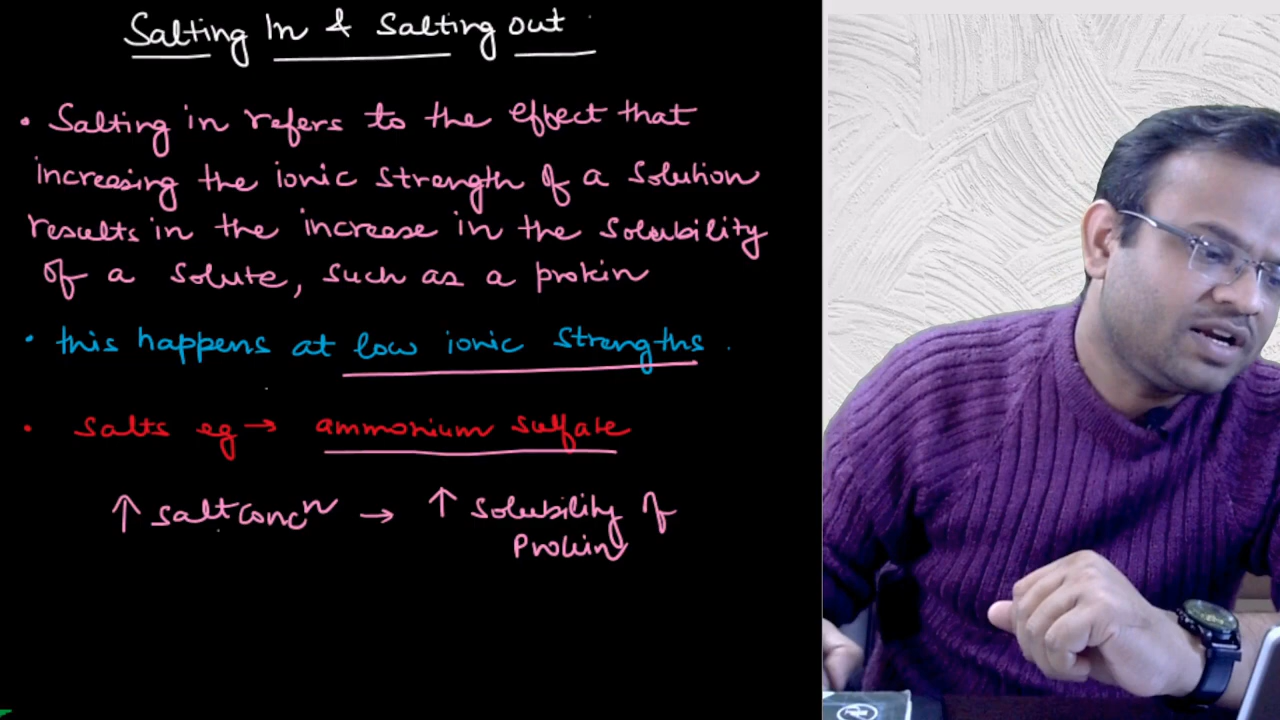 Salting In & Salting out
• Salting in refers to the effect that
increasing the ionic strength of a solution
results in the increase in the solubility
of a solute, such as a protein
• this happens at low ionic strengths.
• Salts eg → ammonium sulfate
↑ salt concⁿ → ↑ solubility of
Protein